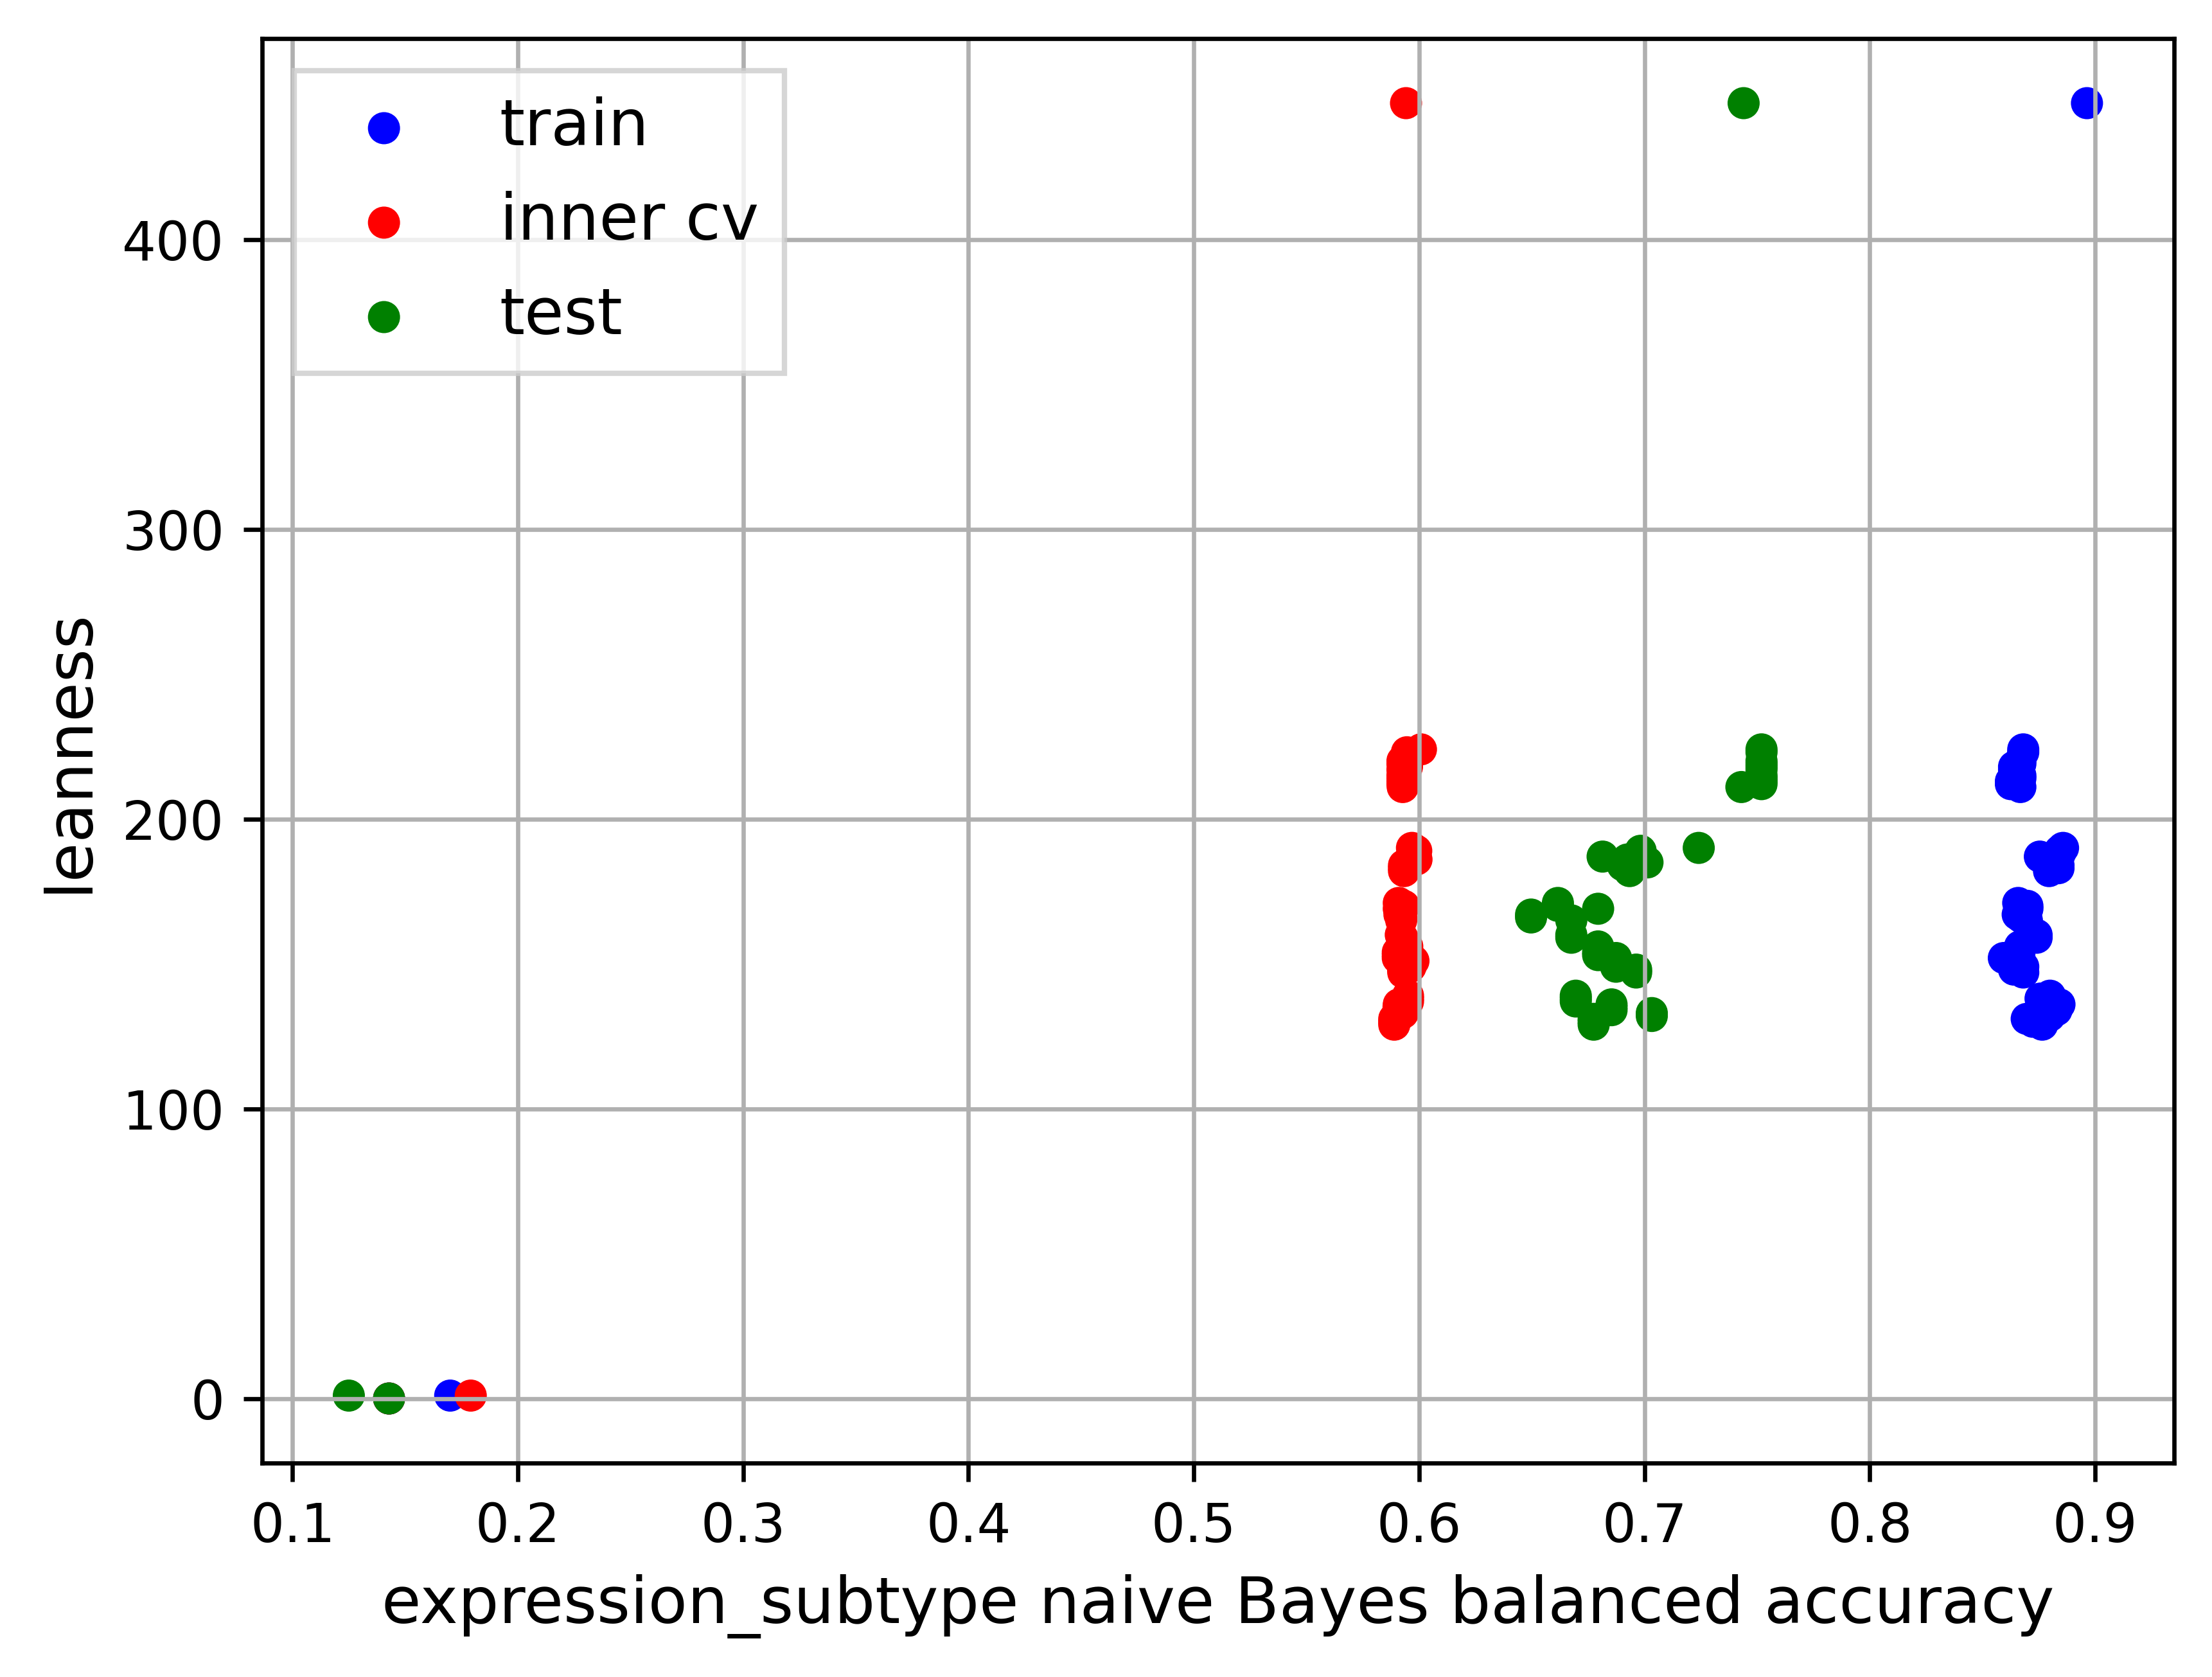 train
inner cv
test
400
300
200
100
0
leanness
0.1 0.2 0.3 0.4 0.5 0.6 0.7 0.8 0.9
expression_subtype naive Bayes balanced accuracy